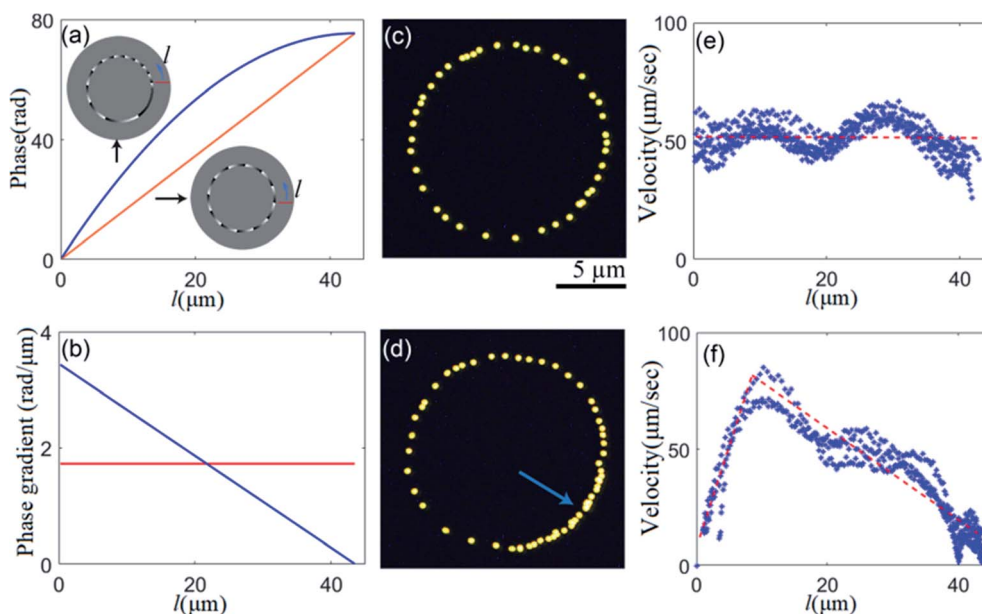 (a)
80
40
0
Phase(rad)
l
l
0 20 40
l(μm)
(c)
5 μm
(e)
100
50
0
Velocity(μm/sec)
0 20 40
l(μm)
(b)
4
2
0
Phase gradient (rad/μm)
0 20 40
l(μm)
(d)
(f)
100
50
0
Velocity(μm/sec)
0 20 40
l(μm)